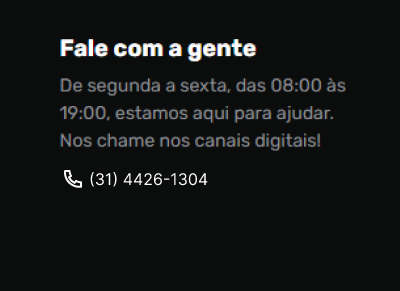 Fale com a gente
De segunda a sexta, das 08:00 às
19:00, estamos aqui para ajudar.
Nos chame nos canais digitais!
(31) 4426-1304